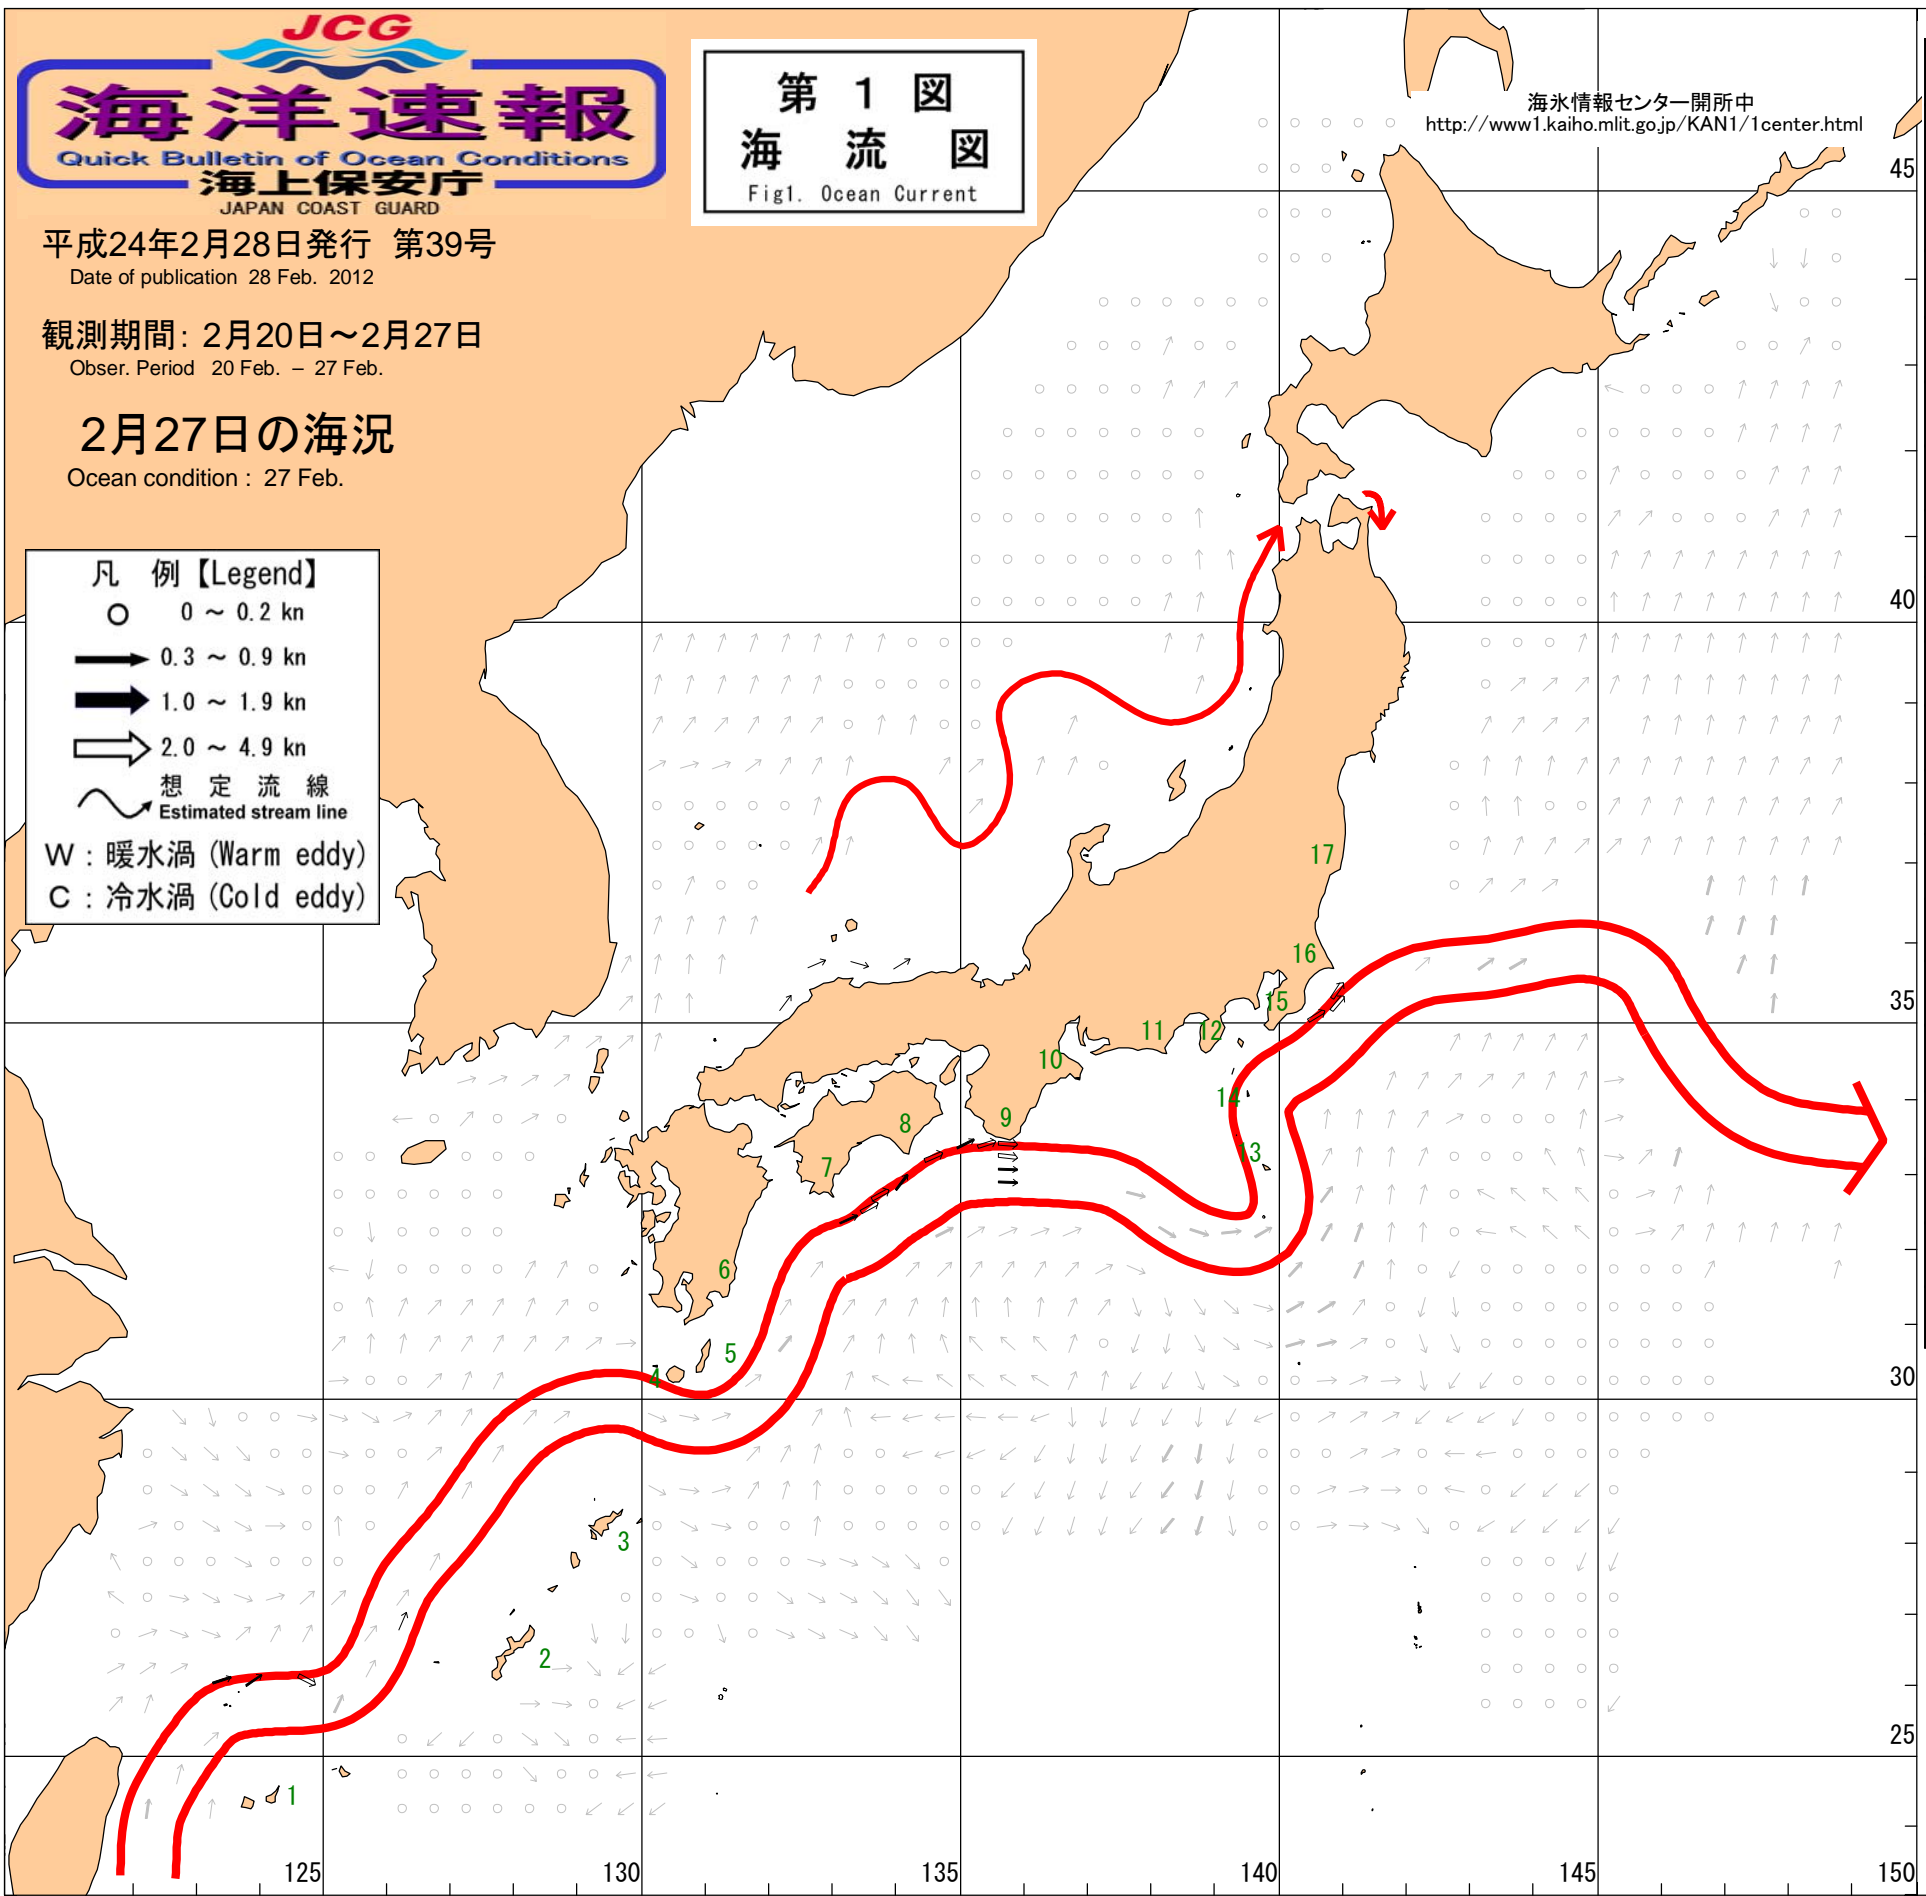 JCG
海洋速報
Quick Bulletin of Ocean Conditions
海上保安庁
JAPAN COAST GUARD
平成24年2月28日発行 第39号
Date of publication 28 Feb. 2012
観測期間: 2月20日～2月27日
Obser. Period 20 Feb. – 27 Feb.
2月27日の海況
Ocean condition : 27 Feb.
第 1 図
海 流 図
Fig1. Ocean Current
海氷情報センター開所中
http://www1.kaiho.mlit.go.jp/KAN1/1center.html
凡 例【Legend】
0 ～ 0.2 kn
0.3 ～ 0.9 kn
1.0 ～ 1.9 kn
2.0 ～ 4.9 kn
想 定 流 線
Estimated stream line
W : 暖水渦 (Warm eddy)
C : 冷水渦 (Cold eddy)
45
40
17
16
35
15
11
12
10
14
9
8
13
7
6
5
4
30
3
2
25
1
125
130
135
140
145
150